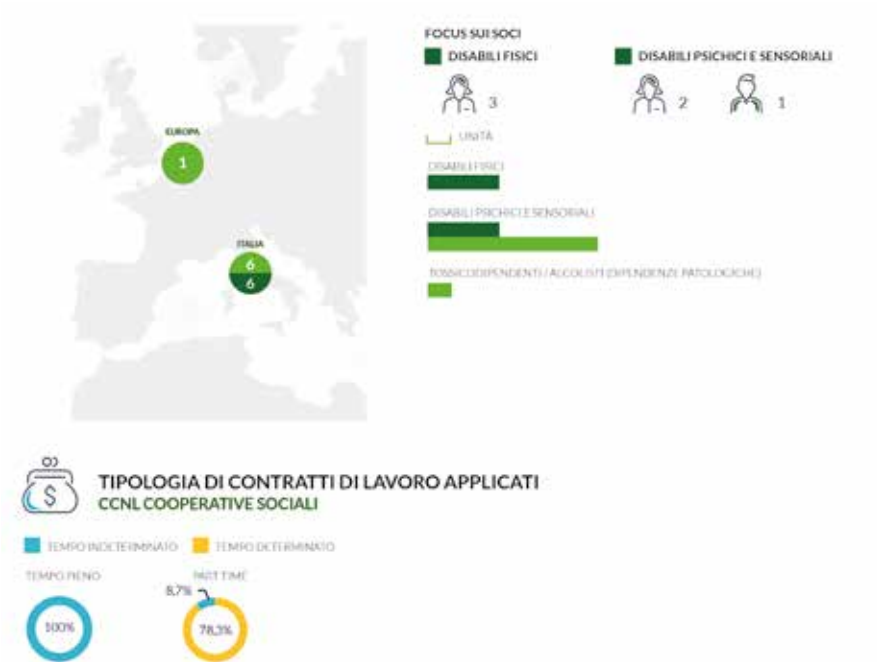 FOCUS SUI SOCI
DISABILI FISICI
DISABILI PSICHICI E SENSORIALI
3
2
1
UNITÀ
DISABILI FISICI
DISABILI PSICHICI E SENSORIALI
TOSSICODIPENDENTI / ALCOLISTI (DIPENDENZE PATOLOGICHE)
EUROPA
1
ITALIA
6
6
TIPOLOGIA DI CONTRATTI DI LAVORO APPLICATI
CCNL COOPERATIVE SOCIALI
TEMPO INDETERMINATO
TEMPO DETERMINATO
TEMPO PIENO
PART TIME
8,7%
100%
78,3%